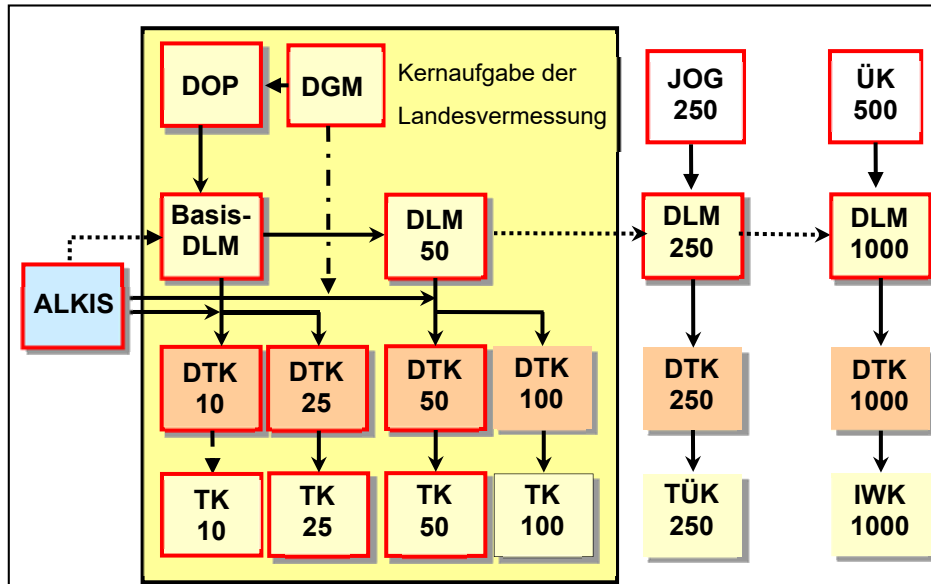 DOP
DGM
Kernaufgabe der
Landesvermessung
JOG
250
ÜK
500
Basis-
DLM
DLM
50
DLM
250
DLM
1000
ALKIS
DTK
10
DTK
25
DTK
50
DTK
100
DTK
250
DTK
1000
TK
10
TK
25
TK
50
TK
100
TÜK
250
IWK
1000